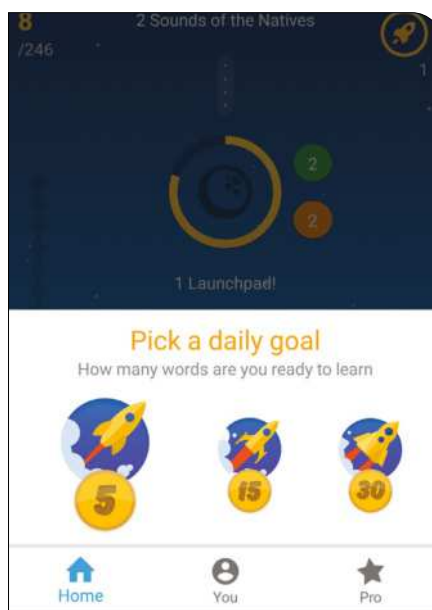 8
2 Sounds of the Natives
/246
1
2
2
1 Launchpad!
Pick a daily goal
How many words are you ready to learn
5
15
30
Home
You
Pro